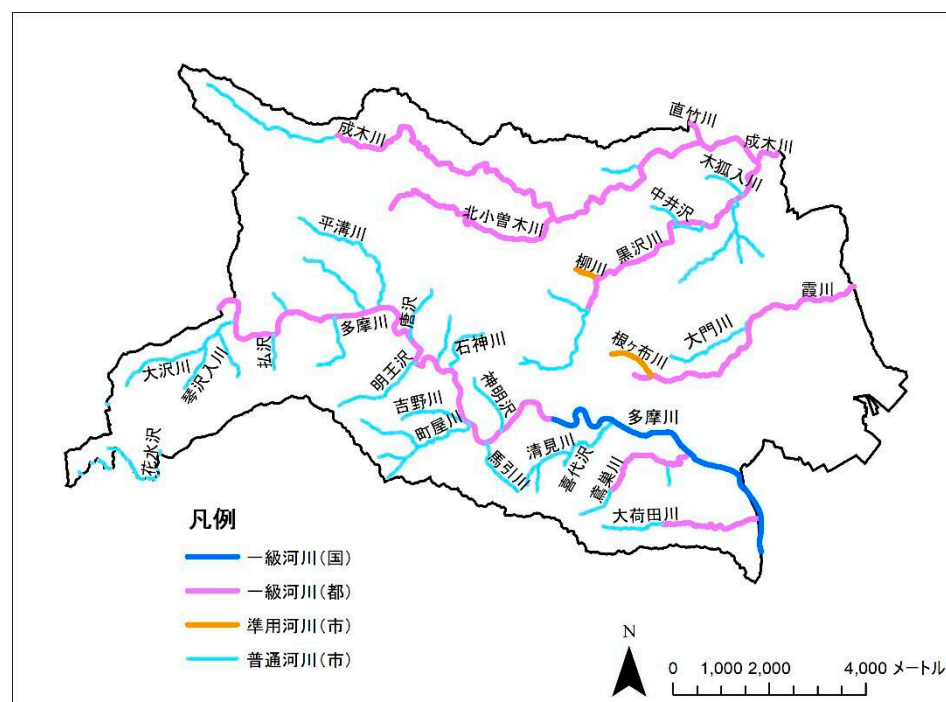 直竹川
成木川
成木川
木狐入川
中井沢
北小曽木川
平溝川
黒沢川
柳川
霞川
大門川
根ヶ布川
多摩川
唐沢
石神川
払沢
大沢川
琴沢入川
明王沢
神明沢
吉野川
町屋川
多摩川
清見川
喜代沢
馬引川
鳶巣川
大荷田川
花水沢
凡例
一級河川(国)
一級河川(都)
準用河川(市)
普通河川(市)
N
0 1,000 2,000 4,000 メートル